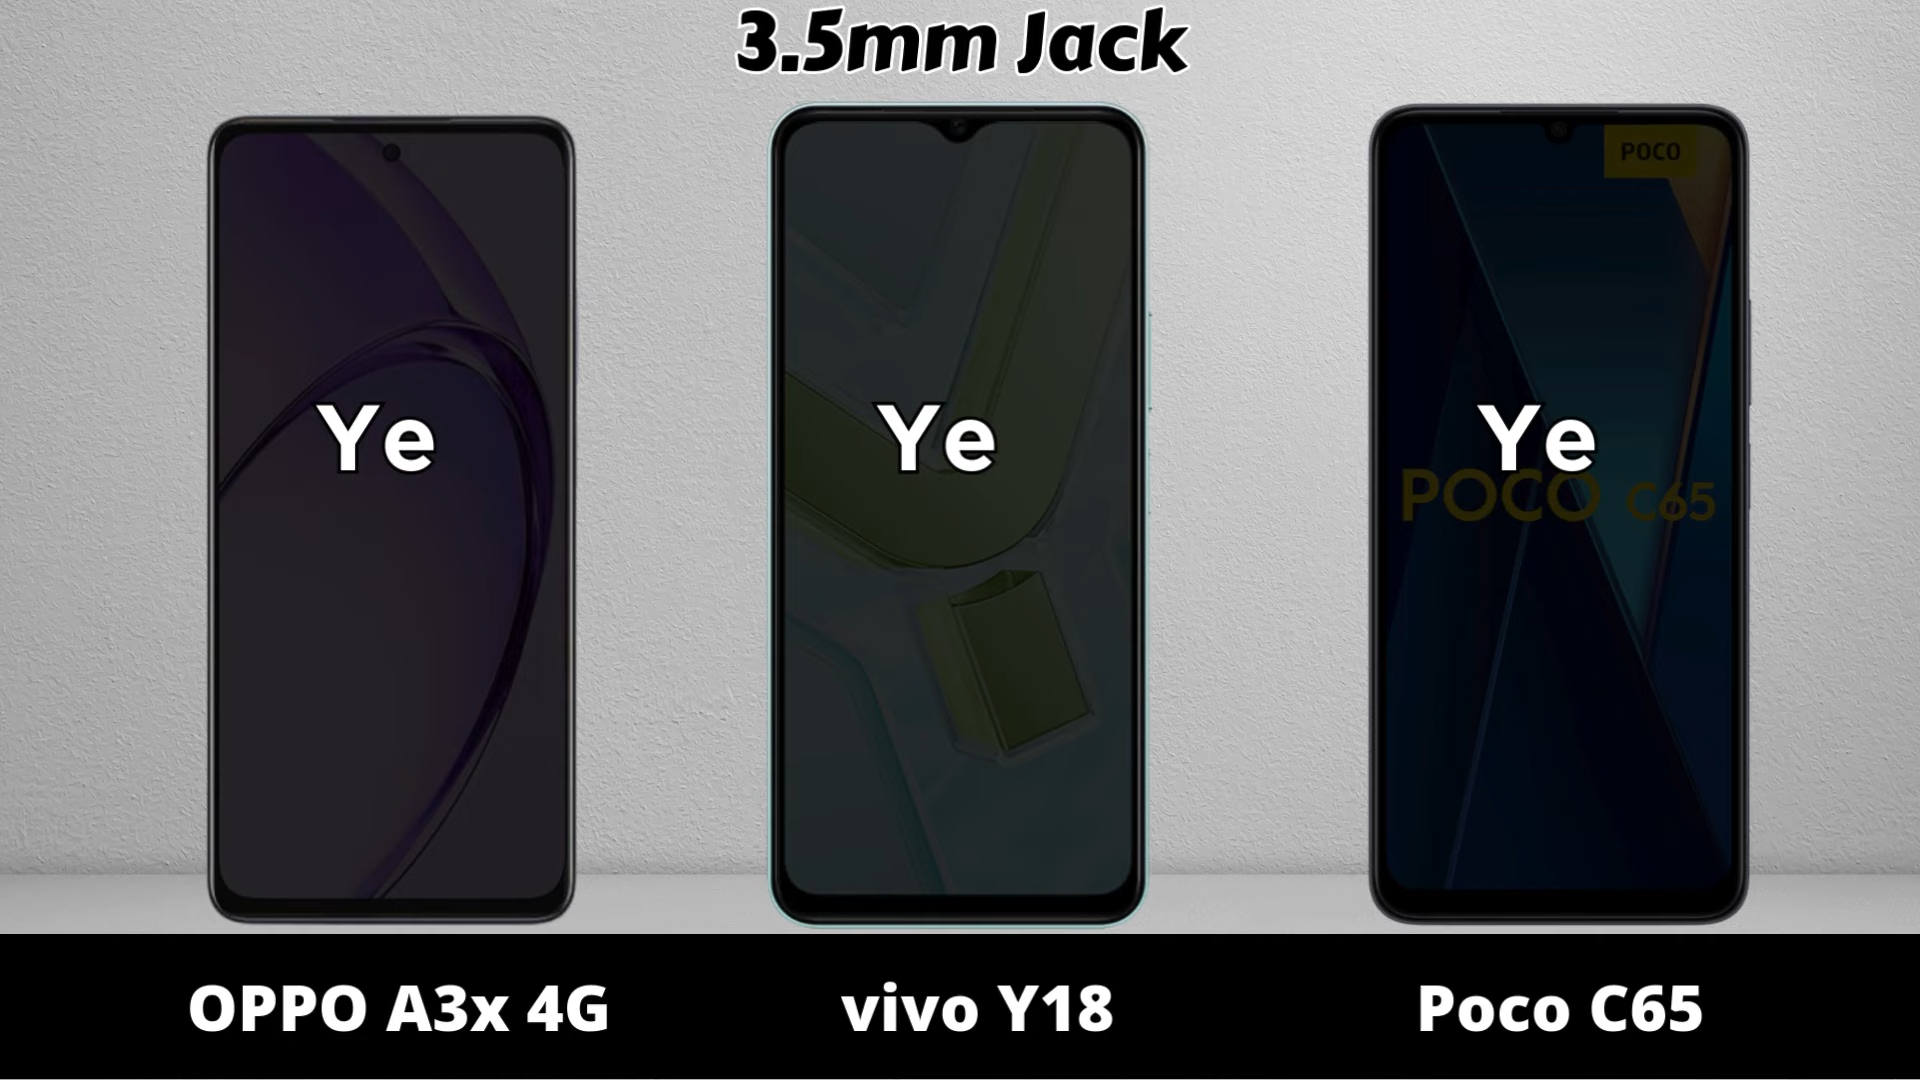 3.5mm Jack
POCO
Ye Ye Ye
POCO C65
OPPO A3x 4G vivo Y18 Poco C65